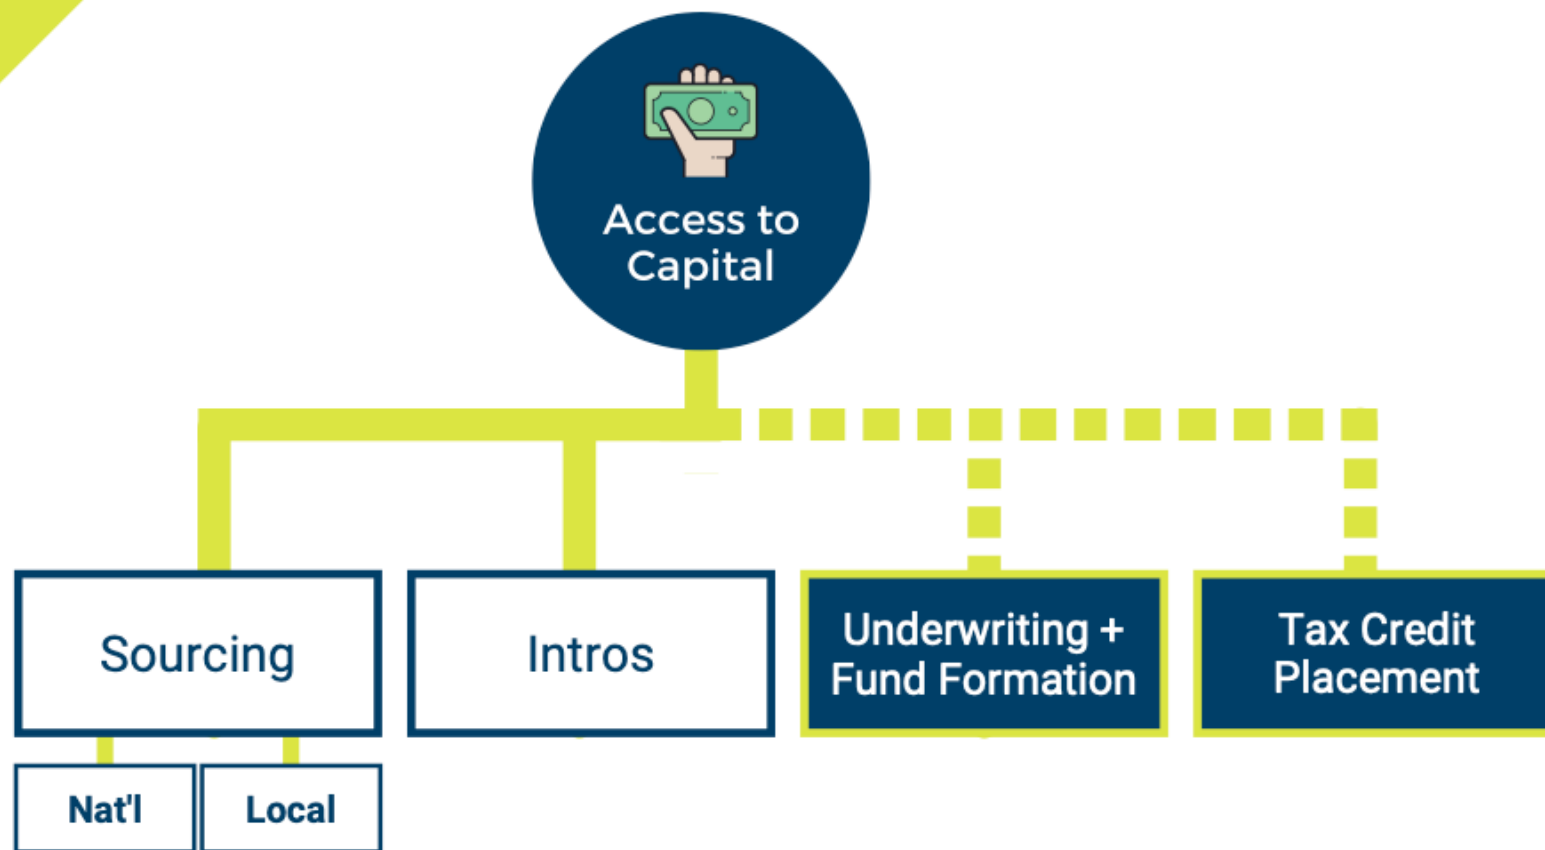 Access to
Capital
Sourcing
Intros
Underwriting +
Fund Formation
Tax Credit
Placement
Nat'l
Local